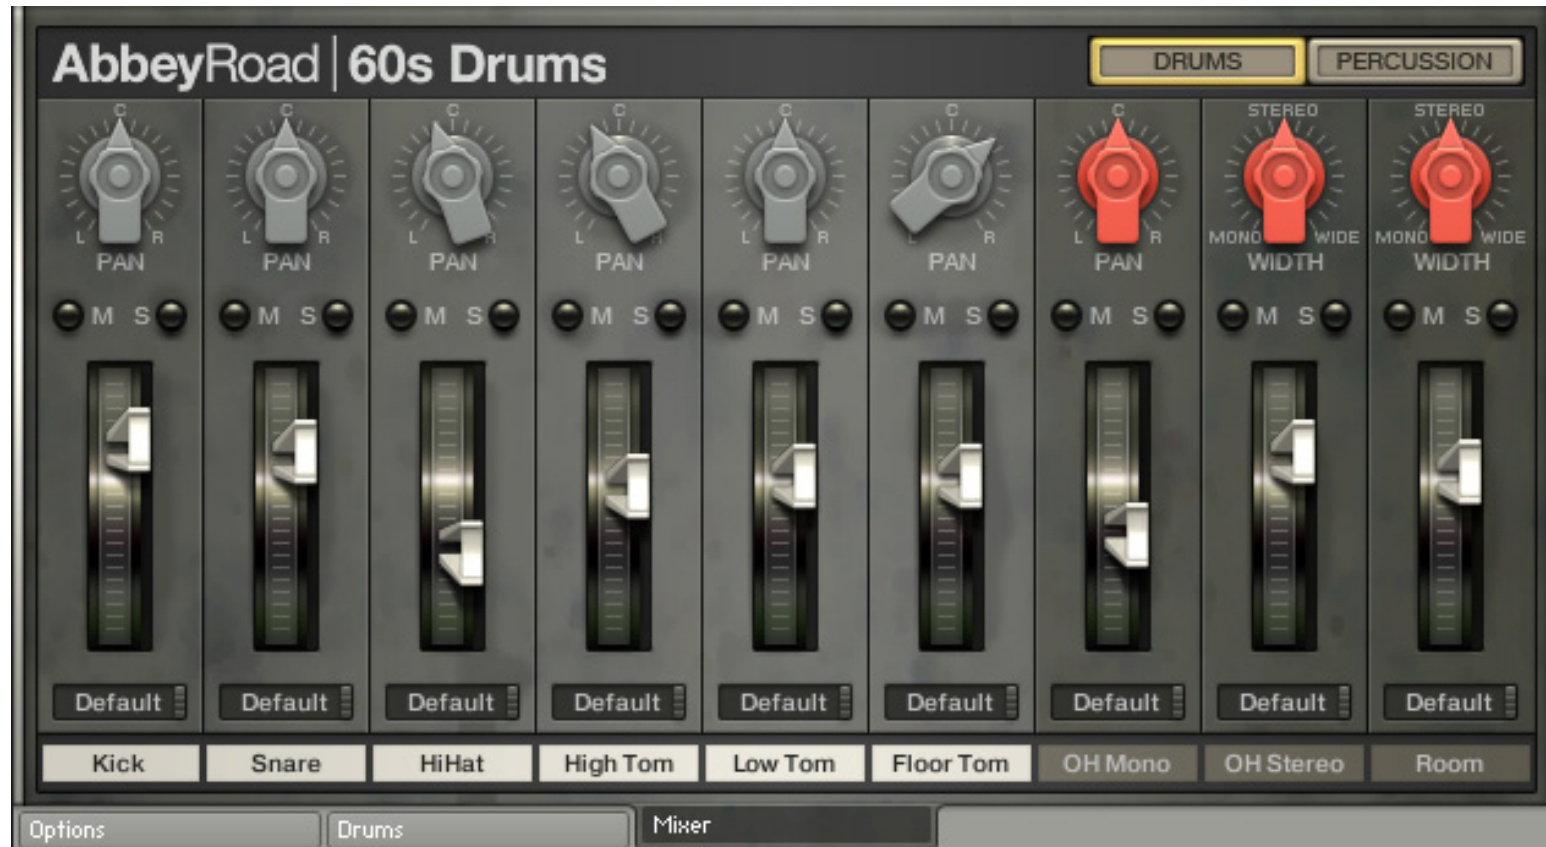 AbbeyRoad | 60s Drums
DRUMS PERCUSSION
C C C C C C C STEREO STEREO
L R L R L R L R L R L R L R MONO WIDE MONO WIDE
PAN PAN PAN PAN PAN PAN PAN WIDTH WIDTH
M S M S M S M S M S M S M S M S M S
Default Default Default Default Default Default Default Default Default
Kick Snare HiHat High Tom Low Tom Floor Tom OH Mono OH Stereo Room
Options Drums Mixer